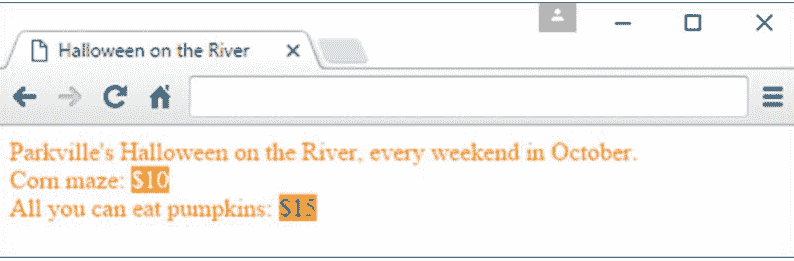 Halloween on the River
Parkville's Halloween on the River, every weekend in October.
Corn maze: $10
All you can eat pumpkins: $15